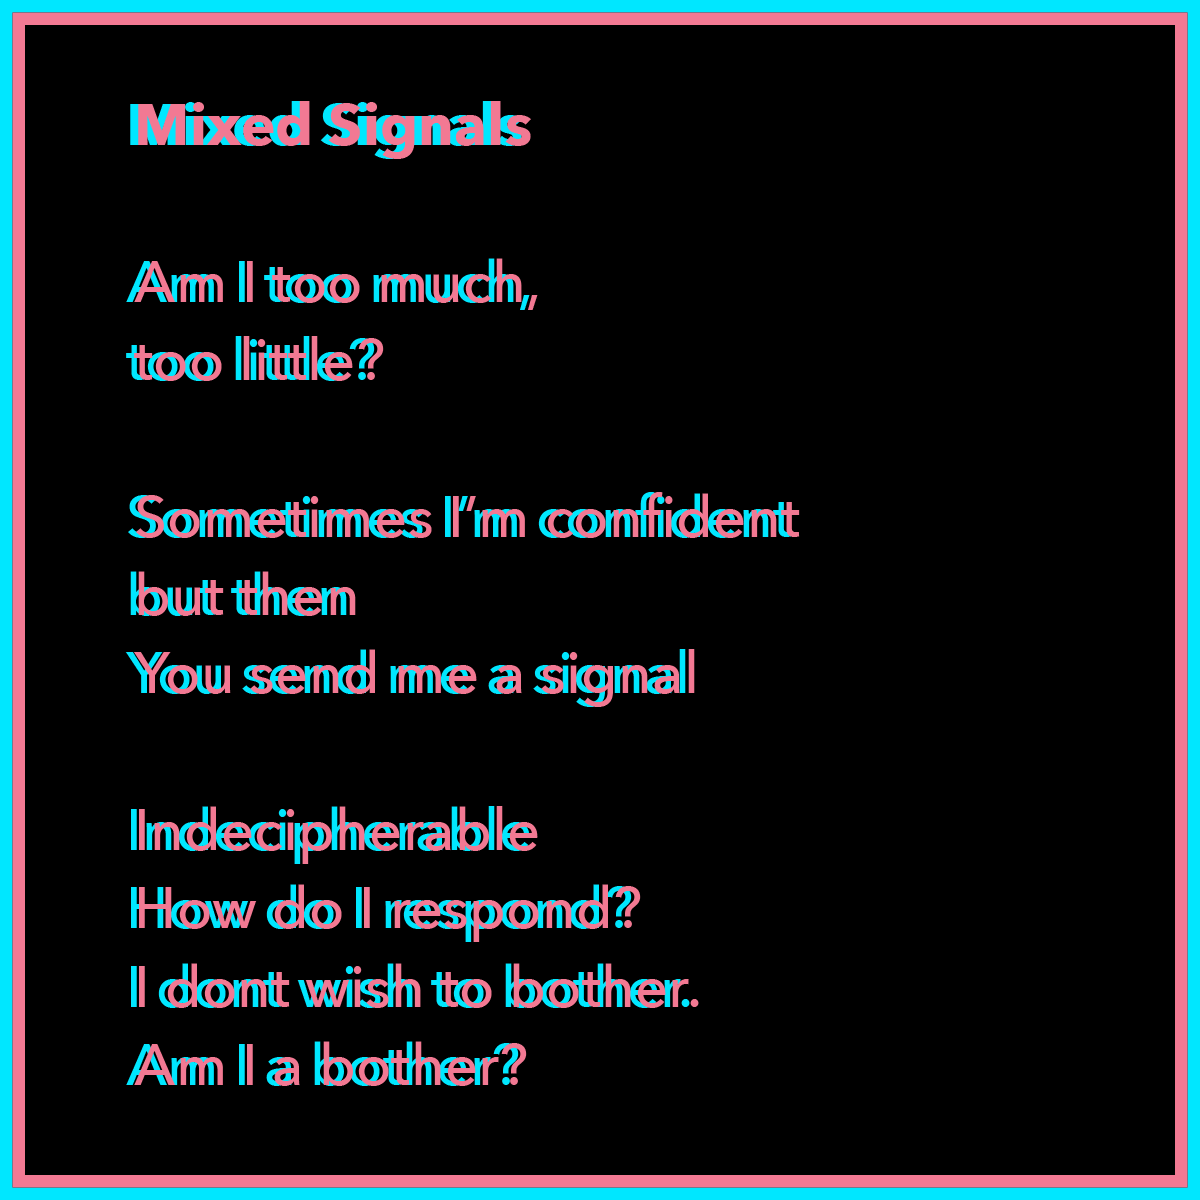 Mixed Signals
Am I too much,
too little?
Sometimes I'm confident
but then
You send me a signal
Indecipherable
How do I respond?
I dont wish to bother.
Am I a bother?